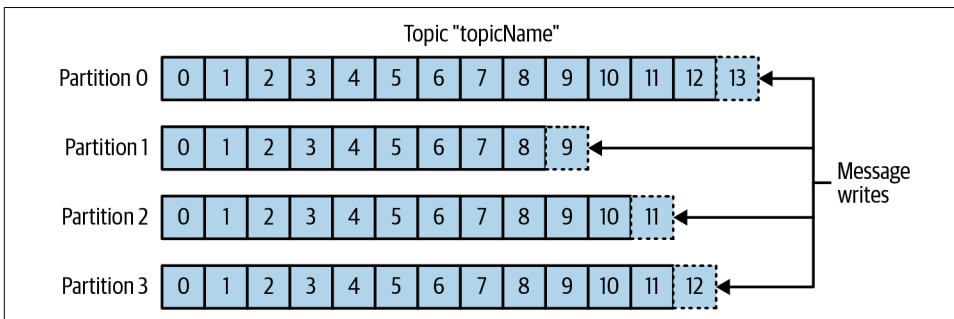 Topic "topicName"
Partition 0 0 1 2 3 4 5 6 7 8 9 10 11 12 13
Partition 1 0 1 2 3 4 5 6 7 8 9
Partition 2 0 1 2 3 4 5 6 7 8 9 10 11
Partition 3 0 1 2 3 4 5 6 7 8 9 10 11 12
Message
writes